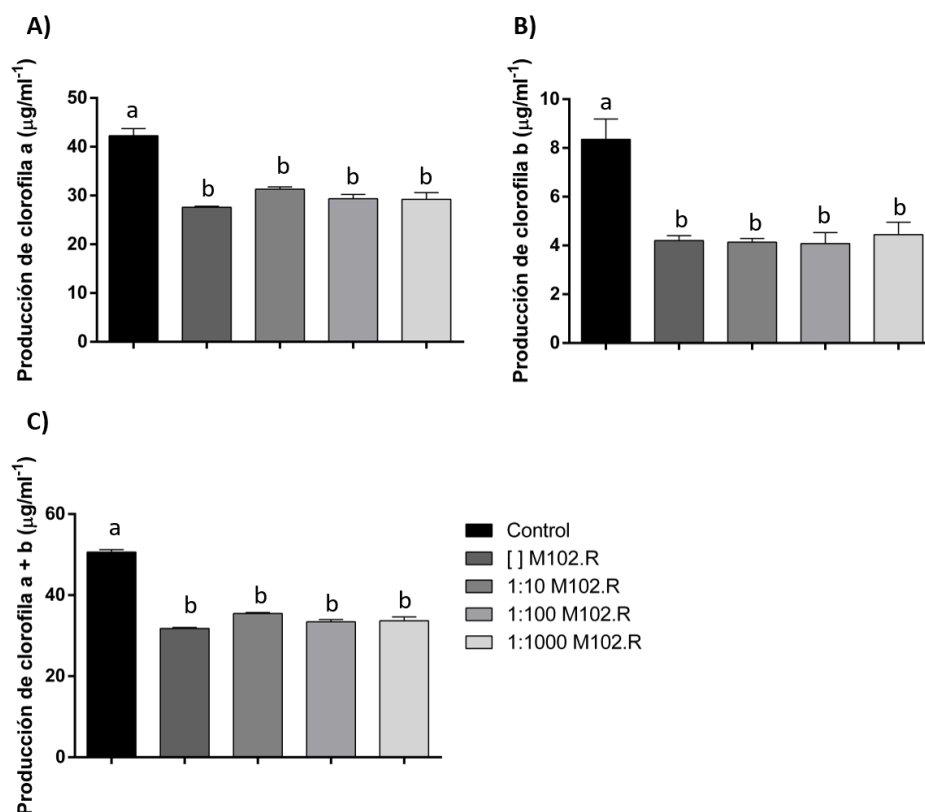 A)
Producción de clorofila a (μg/ml⁻¹)
50
40
30
20
10
0
a
b
b
b
b
B)
Producción de clorofila b (μg/ml⁻¹)
10
8
6
4
2
0
a
b
b
b
b
C)
Producción de clorofila a + b (μg/ml⁻¹)
60
40
20
0
a
b
b
b
b
Control
[ ] M102.R
1:10 M102.R
1:100 M102.R
1:1000 M102.R